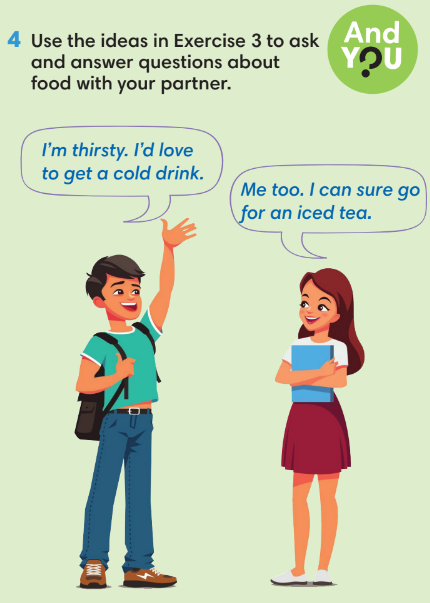 And
Y?U
4 Use the ideas in Exercise 3 to ask
and answer questions about
food with your partner.
I'm thirsty. I'd love
to get a cold drink.
Me too. I can sure go
for an iced tea.